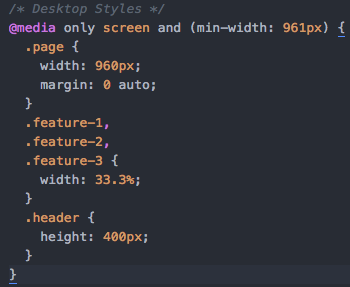 /* Desktop Styles */
@media only screen and (min-width: 961px) {
  .page {
    width: 960px;
    margin: 0 auto;
  }
  .feature-1,
  .feature-2,
  .feature-3 {
    width: 33.3%;
  }
  .header {
    height: 400px;
  }
}